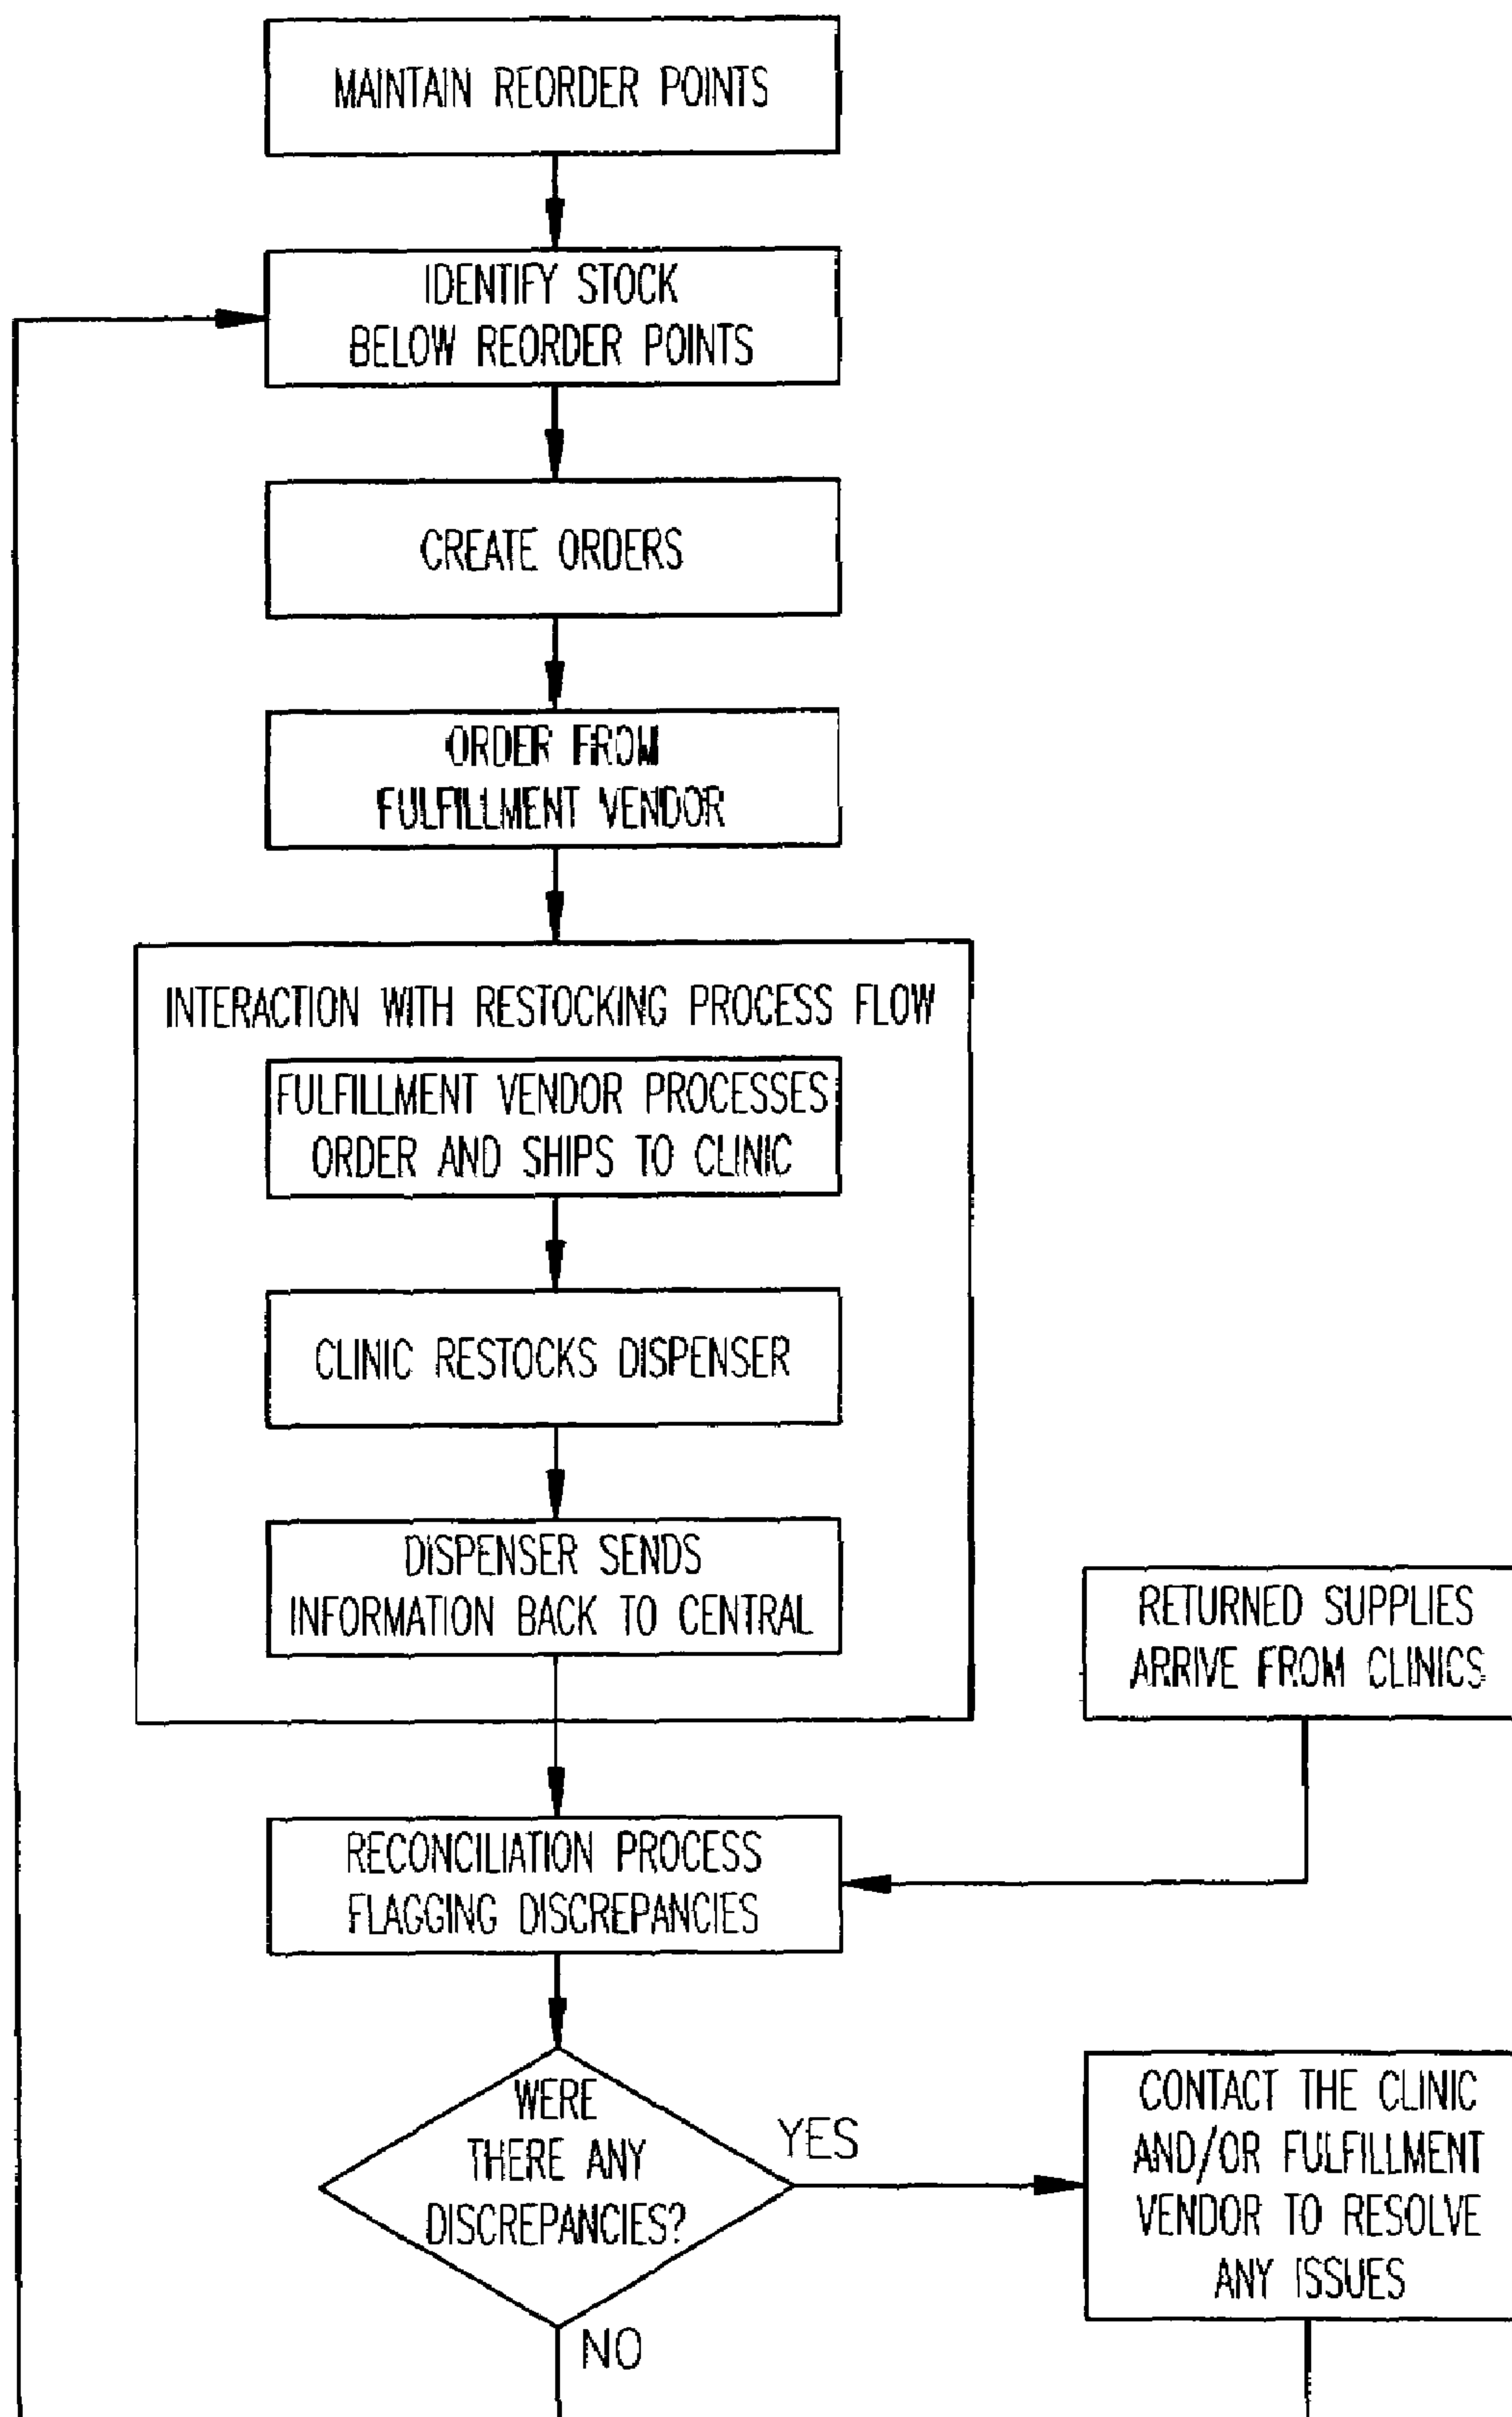 MAINTAIN REORDER POINTS
IDENTIFY STOCK
BELOW REORDER POINTS
CREATE ORDERS
ORDER FROM
FULFILLMENT VENDOR
INTERACTION WITH RESTOCKING PROCESS FLOW
FULFILLMENT VENDOR PROCESSES
ORDER AND SHIPS TO CLINIC
CLINIC RESTOCKS DISPENSER
DISPENSER SENDS
INFORMATION BACK TO CENTRAL
RETURNED SUPPLIES
ARRIVE FROM CLINICS
RECONCILIATION PROCESS
FLAGGING DISCREPANCIES
WERE
THERE ANY
DISCREPANCIES?
YES
CONTACT THE CLINIC
AND/OR FULFILLMENT
VENDOR TO RESOLVE
ANY ISSUES
NO